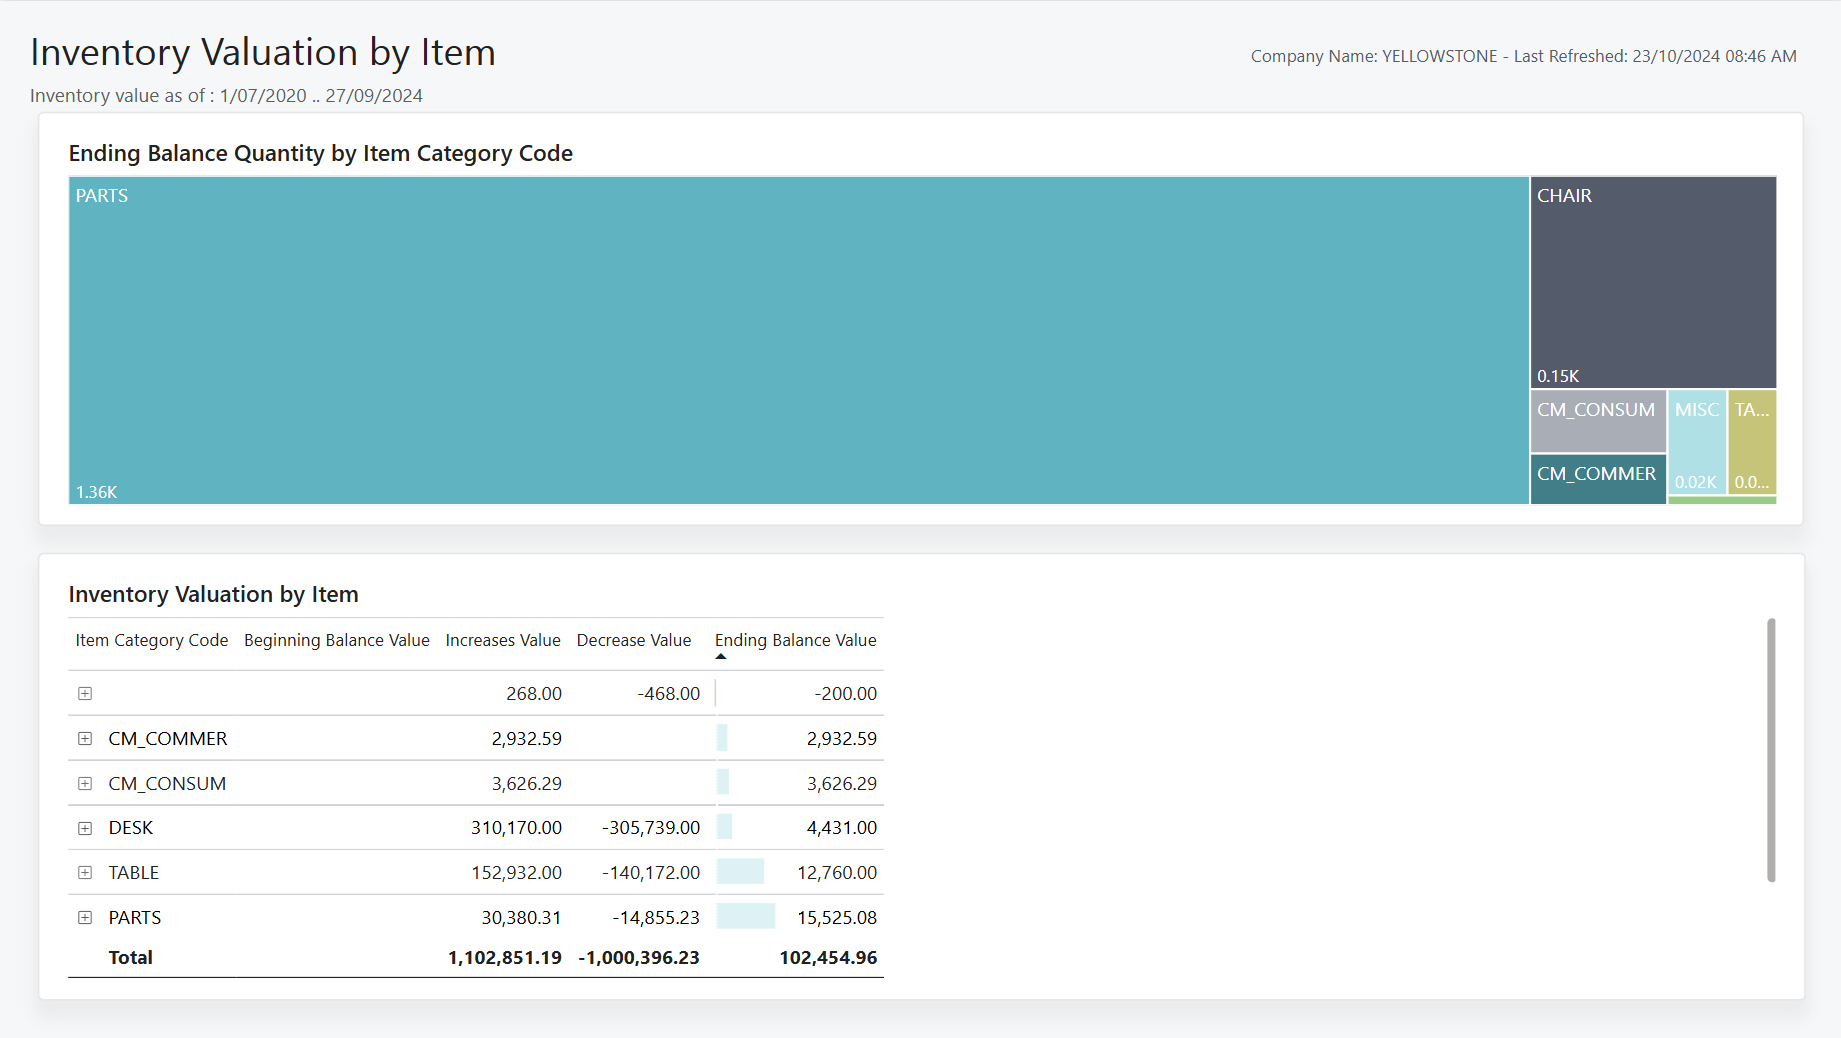 Inventory Valuation by Item
Company Name: YELLOWSTONE - Last Refreshed: 23/10/2024 08:46 AM
Inventory value as of : 1/07/2020 .. 27/09/2024
Ending Balance Quantity by Item Category Code
PARTS
1.36K
CHAIR
0.15K
CM_CONSUM
CM_COMMER
MISC
0.02K
TA...
0.0...
Inventory Valuation by Item
Item Category Code Beginning Balance Value Increases Value Decrease Value Ending Balance Value
268.00 -468.00 -200.00
CM_COMMER 2,932.59 2,932.59
CM_CONSUM 3,626.29 3,626.29
DESK 310,170.00 -305,739.00 4,431.00
TABLE 152,932.00 -140,172.00 12,760.00
PARTS 30,380.31 -14,855.23 15,525.08
Total 1,102,851.19 -1,000,396.23 102,454.96